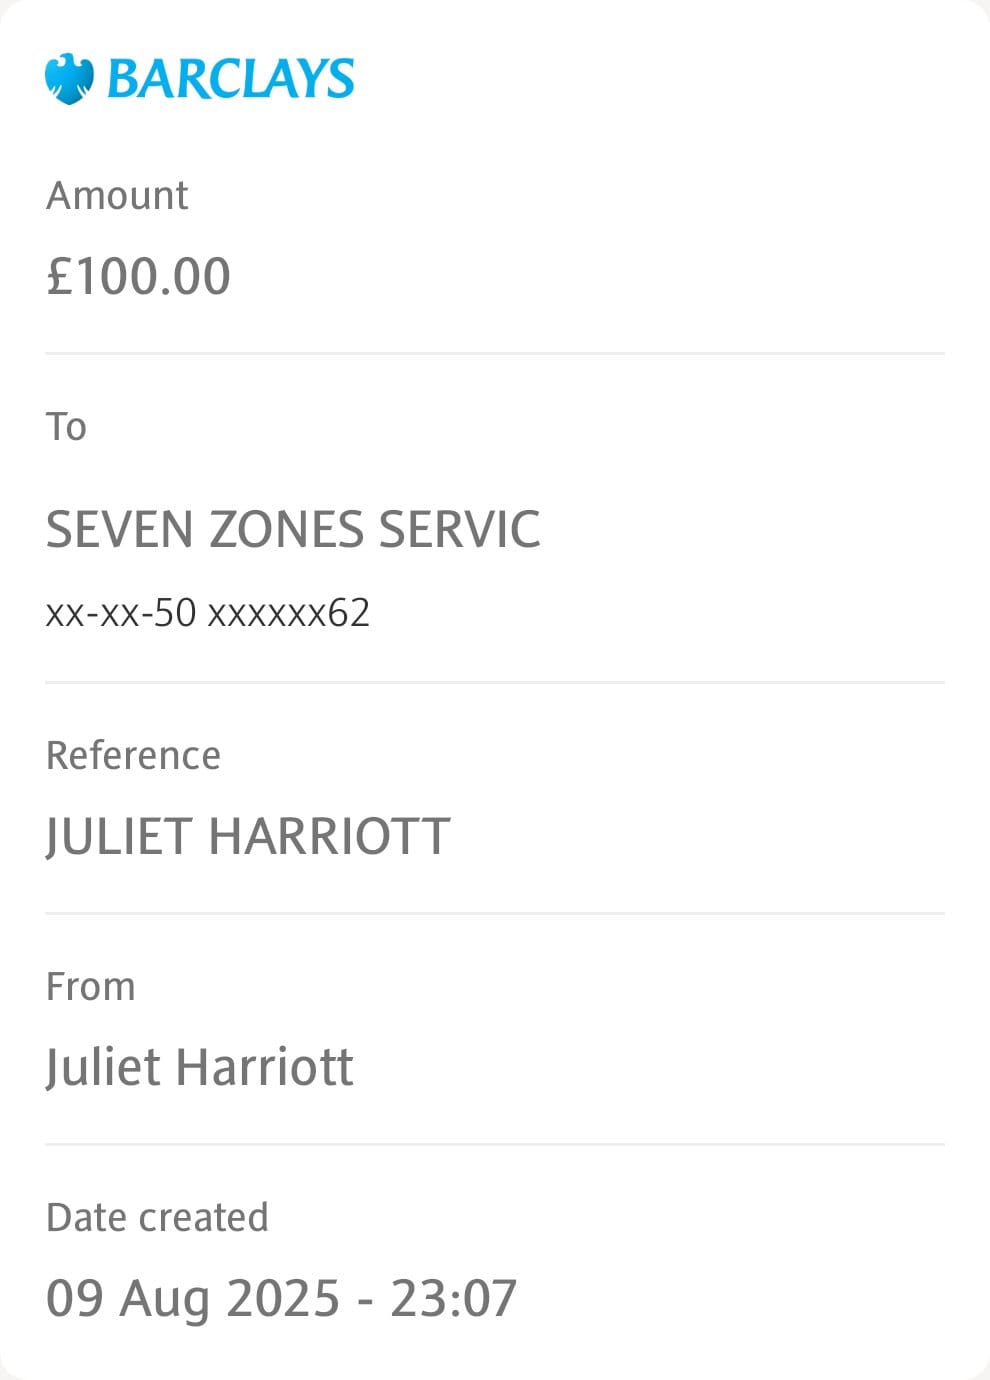 BARCLAYS
Amount
£100.00
To
SEVEN ZONES SERVIC
xx-xx-50 xxxxxx62
Reference
JULIET HARRIOTT
From
Juliet Harriott
Date created
09 Aug 2025 - 23:07